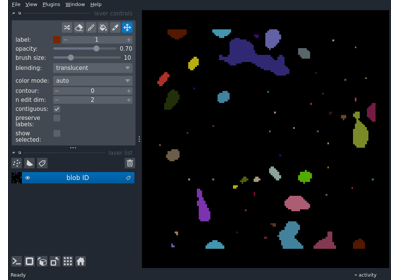 File View Plugins Window Help
layer controls
label: 1
opacity: 0.70
brush size: 10
blending: translucent
color mode: auto
contour: 0
n edit dim: 2
contiguous:
preserve
labels:
show
selected:
layer list
blob ID
Ready
activity